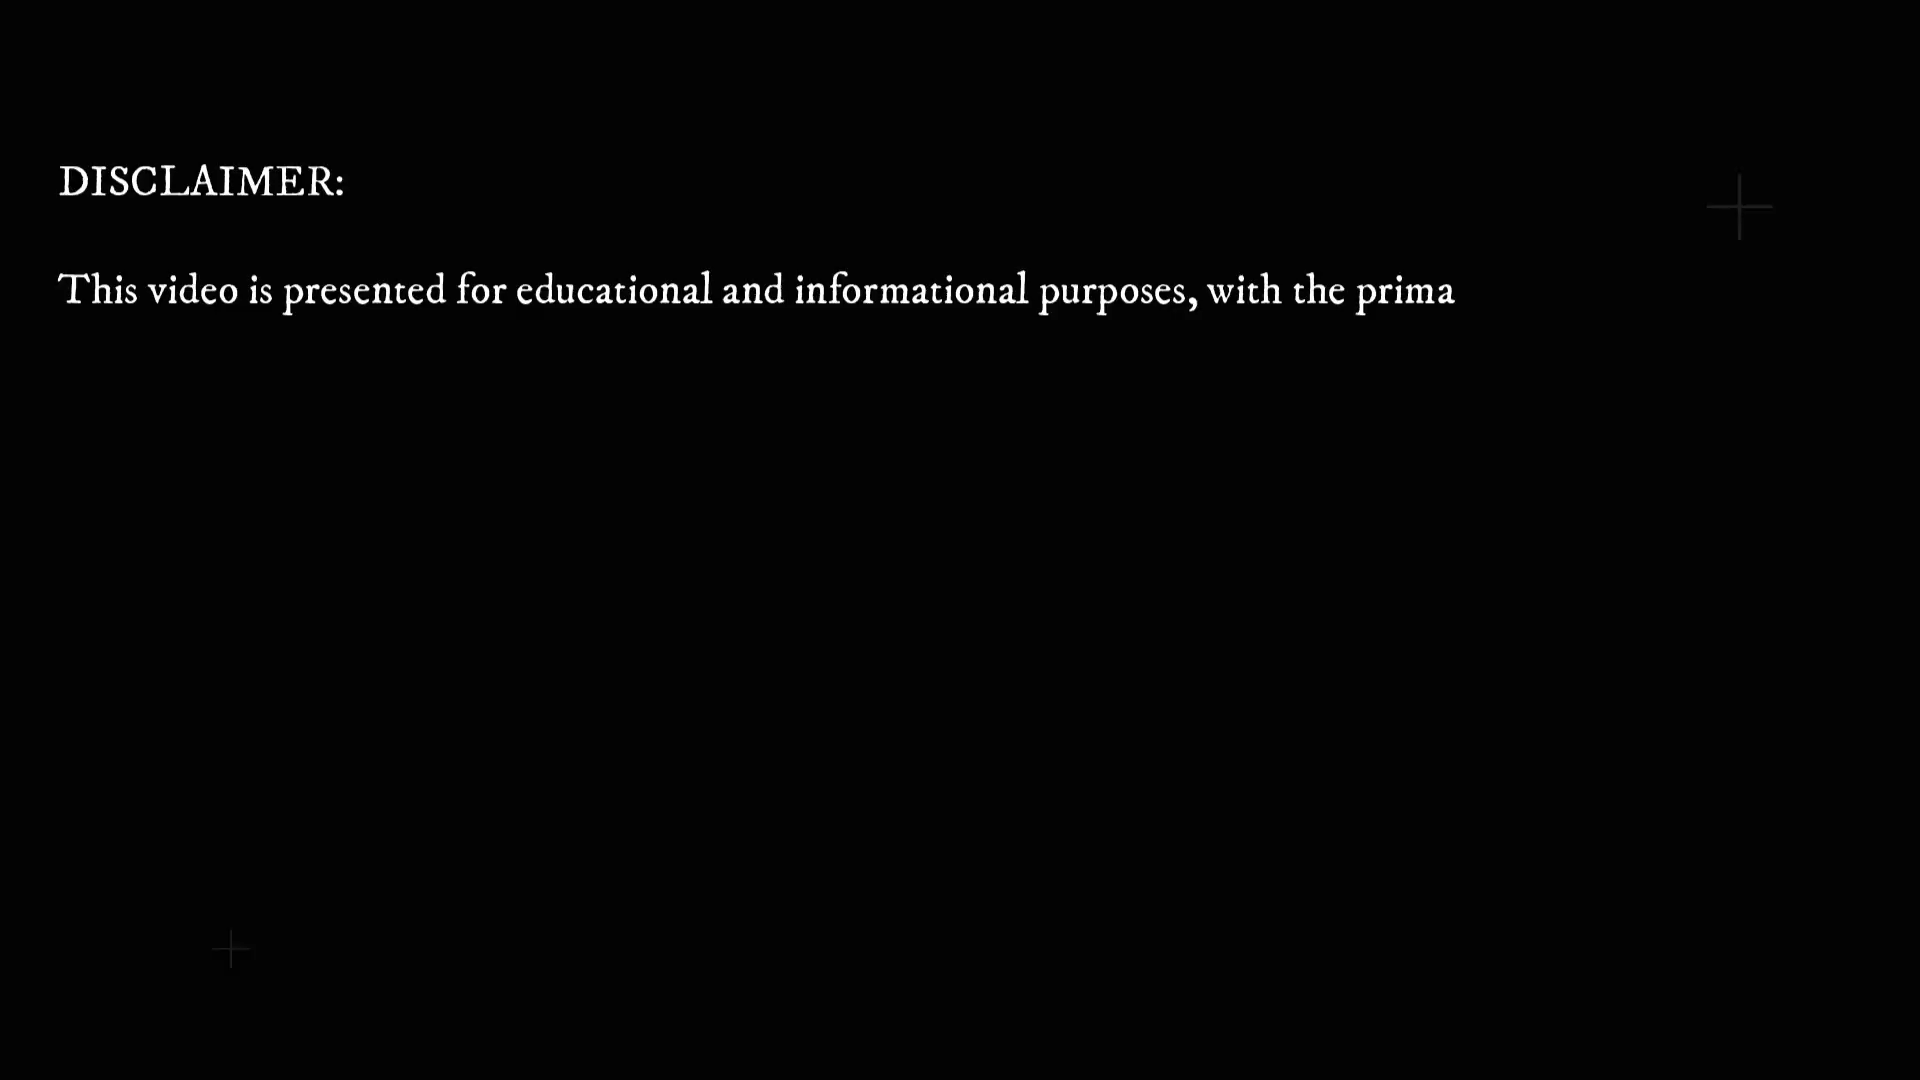 DISCLAIMER:
This video is presented for educational and informational purposes, with the prima